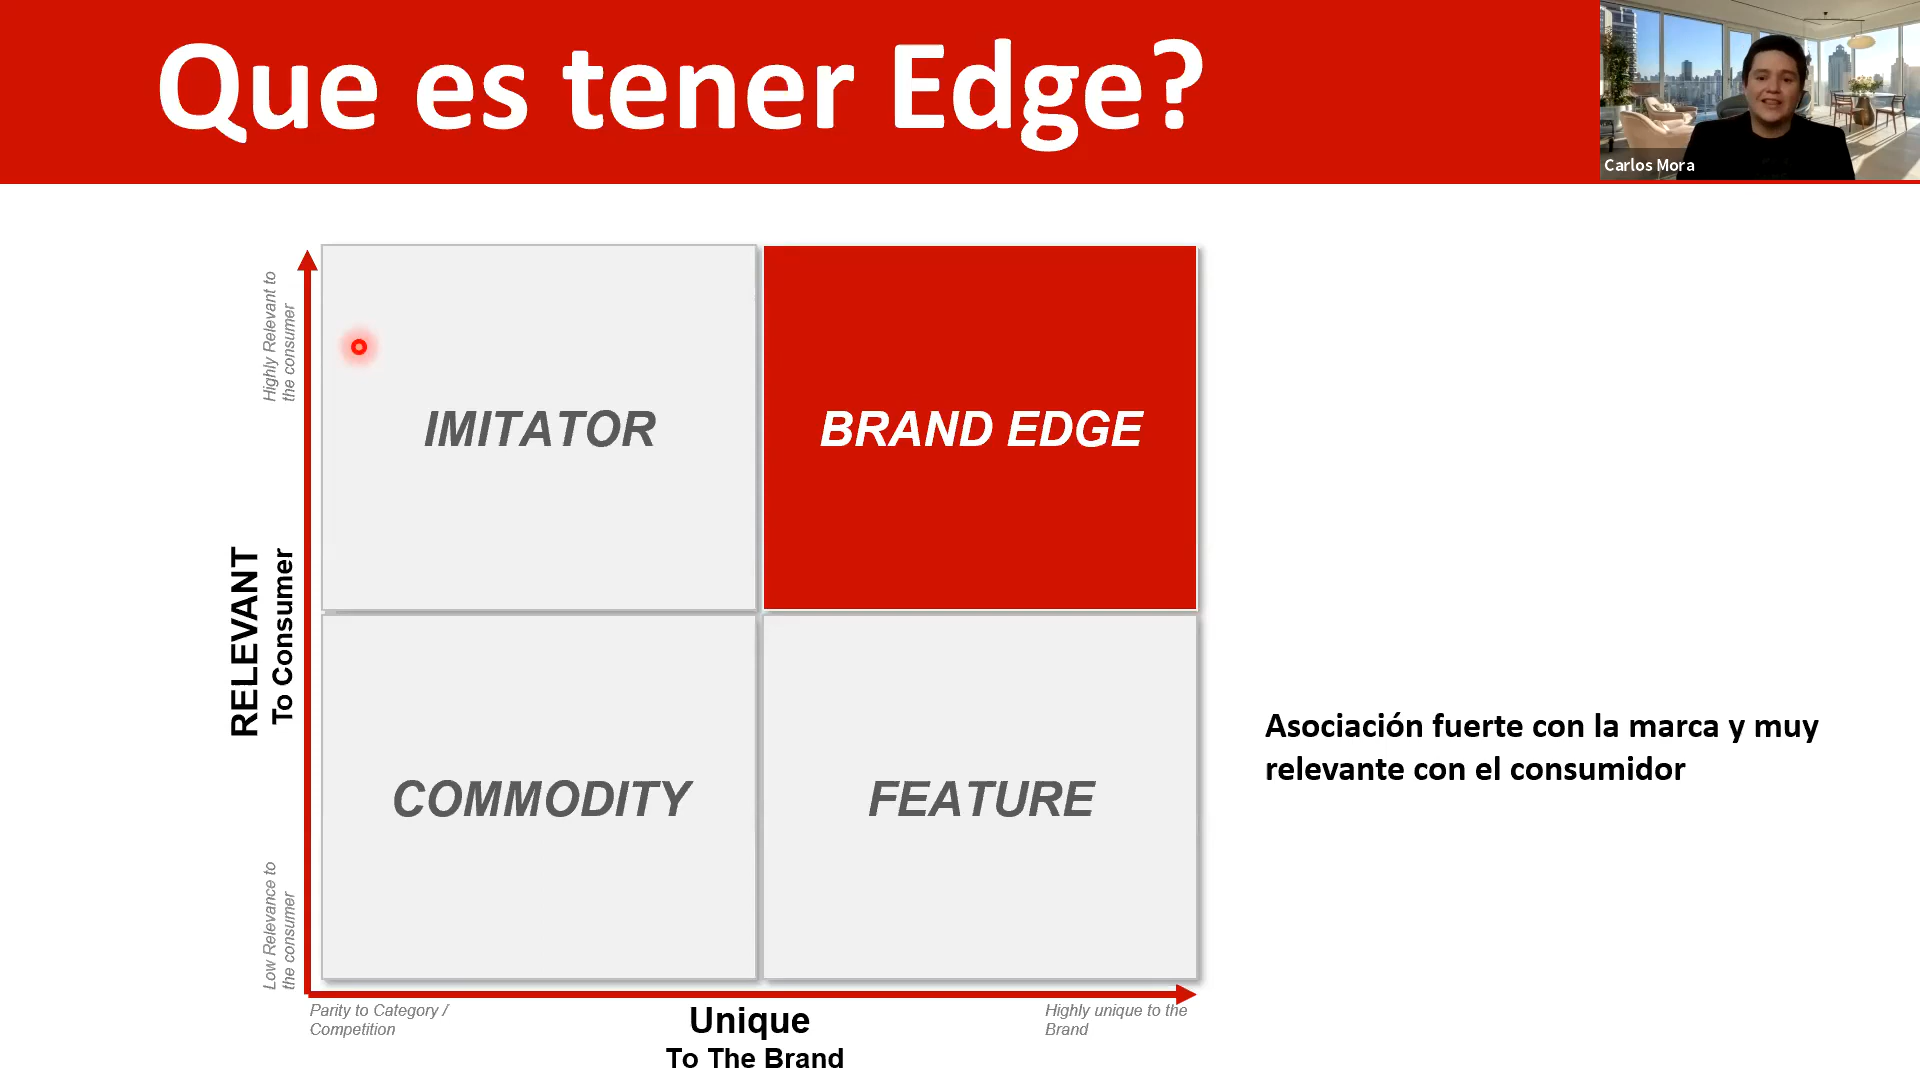 Que es tener Edge?
Carlos Mora
Highly Relevant to
the consumer
IMITATOR
BRAND EDGE
RELEVANT
To Consumer
COMMODITY
FEATURE
Asociación fuerte con la marca y muy
relevante con el consumidor
Low Relevance to
the consumer
Parity to Category /
Competition
Unique
To The Brand
Highly unique to the
Brand